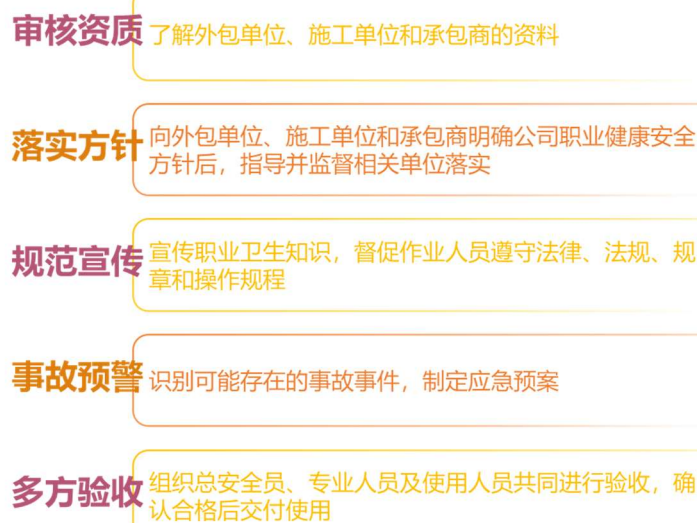 审核资质
了解外包单位、施工单位和承包商的资料
落实方针
向外包单位、施工单位和承包商明确公司职业健康安全
方针后，指导并监督相关单位落实
规范宣传
宣传职业卫生知识，督促作业人员遵守法律、法规、规
章和操作规程
事故预警
识别可能存在的事故事件，制定应急预案
多方验收
组织总安全员、专业人员及使用人员共同进行验收，确
认合格后交付使用